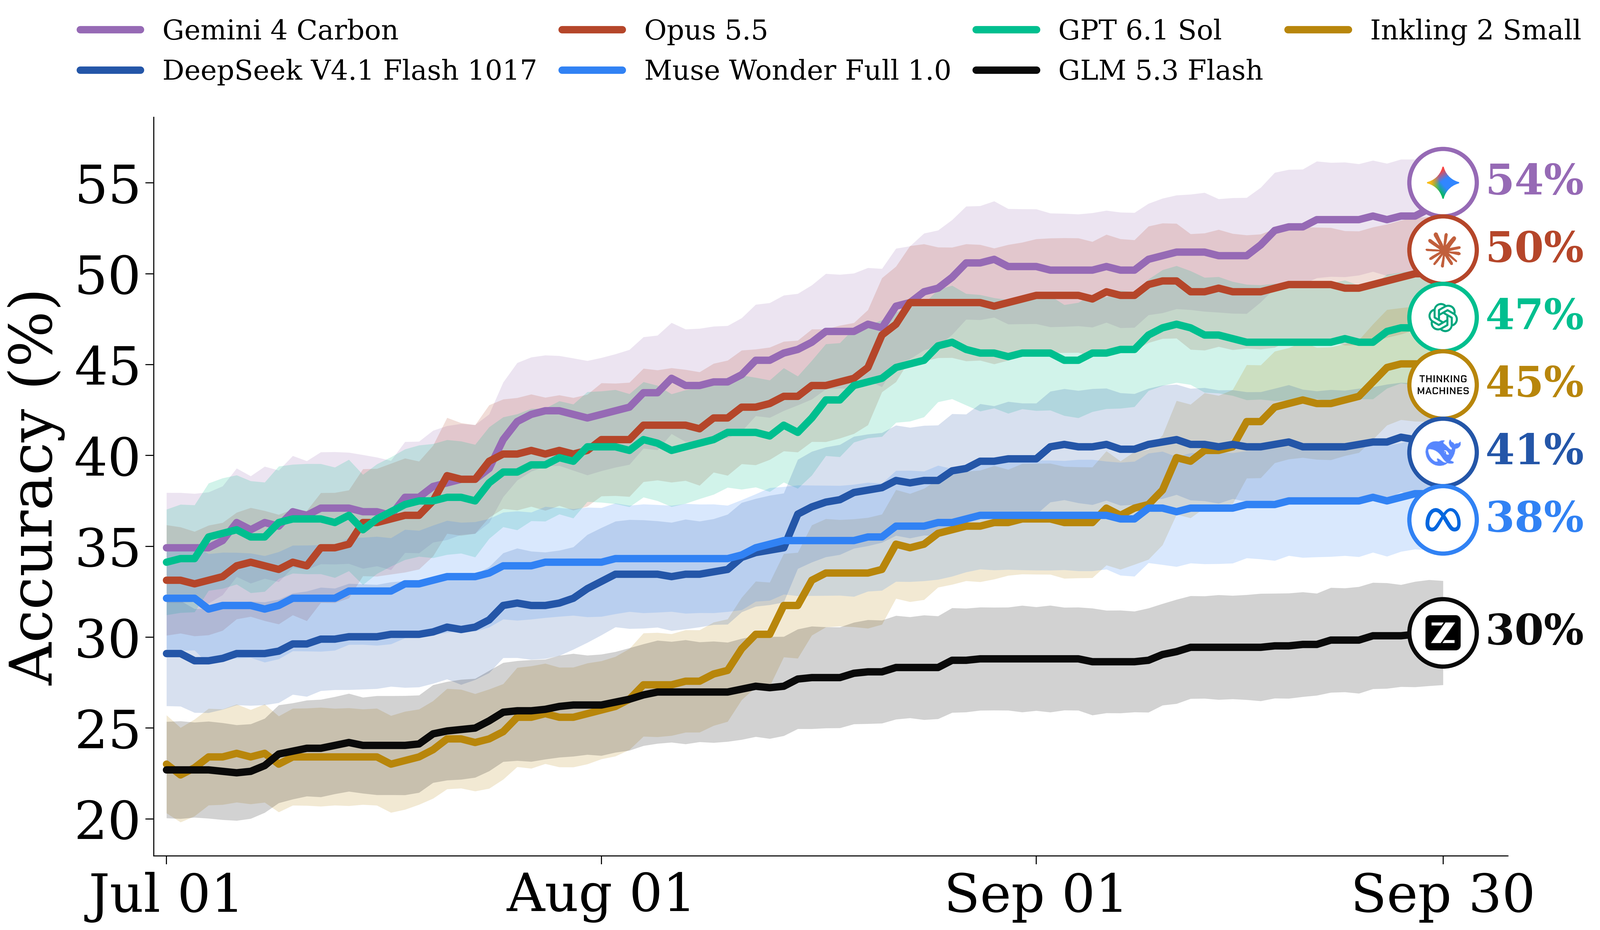 Gemini 4 Carbon Opus 5.5 GPT 6.1 Sol Inkling 2 Small
DeepSeek V4.1 Flash 1017 Muse Wonder Full 1.0 GLM 5.3 Flash
Accuracy (%)
55
50
45
40
35
30
25
20
54%
50%
47%
THINKING
MACHINES
45%
41%
38%
Z
30%
Jul 01 Aug 01 Sep 01 Sep 30